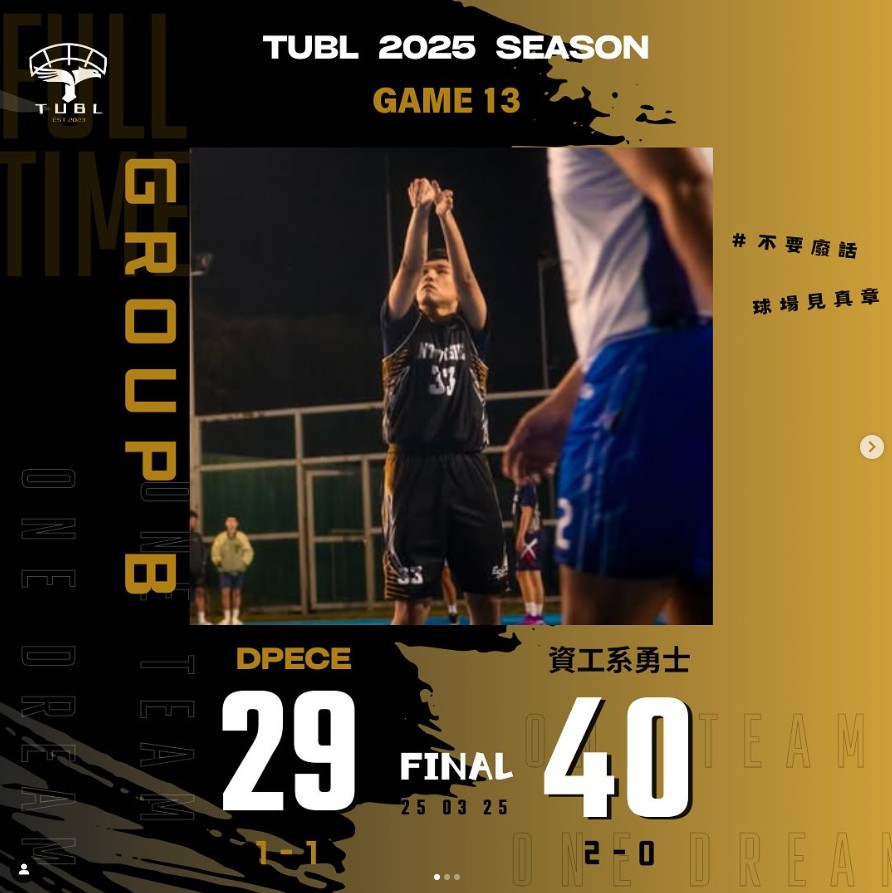 TUBL 2025 SEASON
GAME 13
TUBL
EST.2023
FULL
TIME
GROUP B
# 不要廢話
球場見真章
33
33
2
DPECE
資工系勇士
29
40
FINAL
25 03 25
1-1
2-0
ONE DREAM
ONE TEAM
ONE TEAM
ONE DREAM